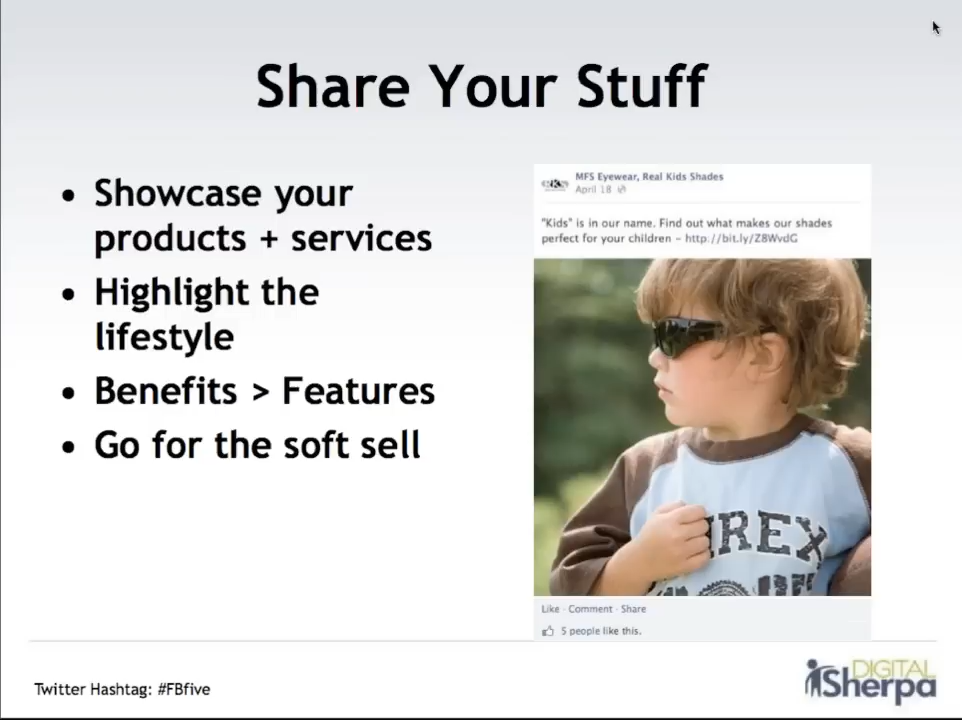 Share Your Stuff
• Showcase your
products + services
• Highlight the
lifestyle
• Benefits > Features
• Go for the soft sell
MFS Eyewear, Real Kids Shades
April 18
"Kids" is in our name. Find out what makes our shades
perfect for your children – http://bit.ly/Z8WvdG
IREX
Like · Comment · Share
5 people like this.
Twitter Hashtag: #FBfive
DIGITAL
Sherpa